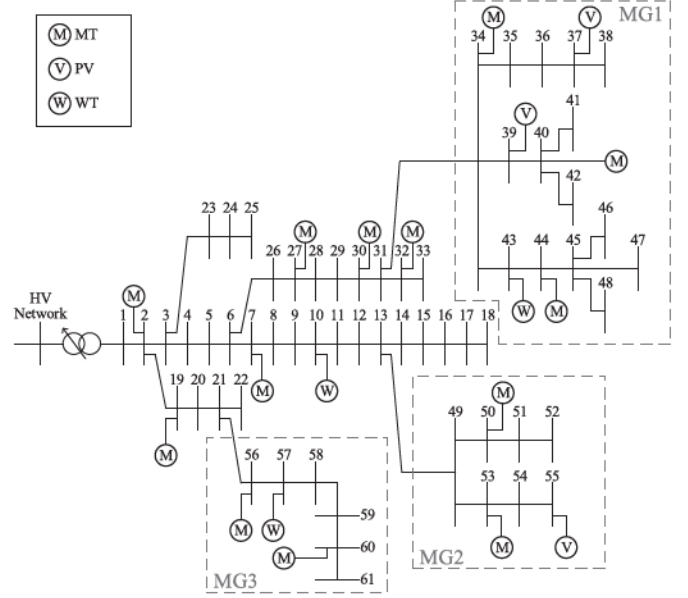 M MT
V PV
W WT
MG1
M V
34 35 36 37 38
41
V
39 40
M
42
46
43 44 45 47
48
W M
23 24 25
M M M
26 27 28 29 30 31 32 33
HV
Network
M
1 2 3 4 5 6 7 8 9 10 11 12 13 14 15 16 17 18
M W
19 20 21 22
M
M
49 50 51 52
53 54 55
M V
MG2
56 57 58
59
M W
M 60
61
MG3